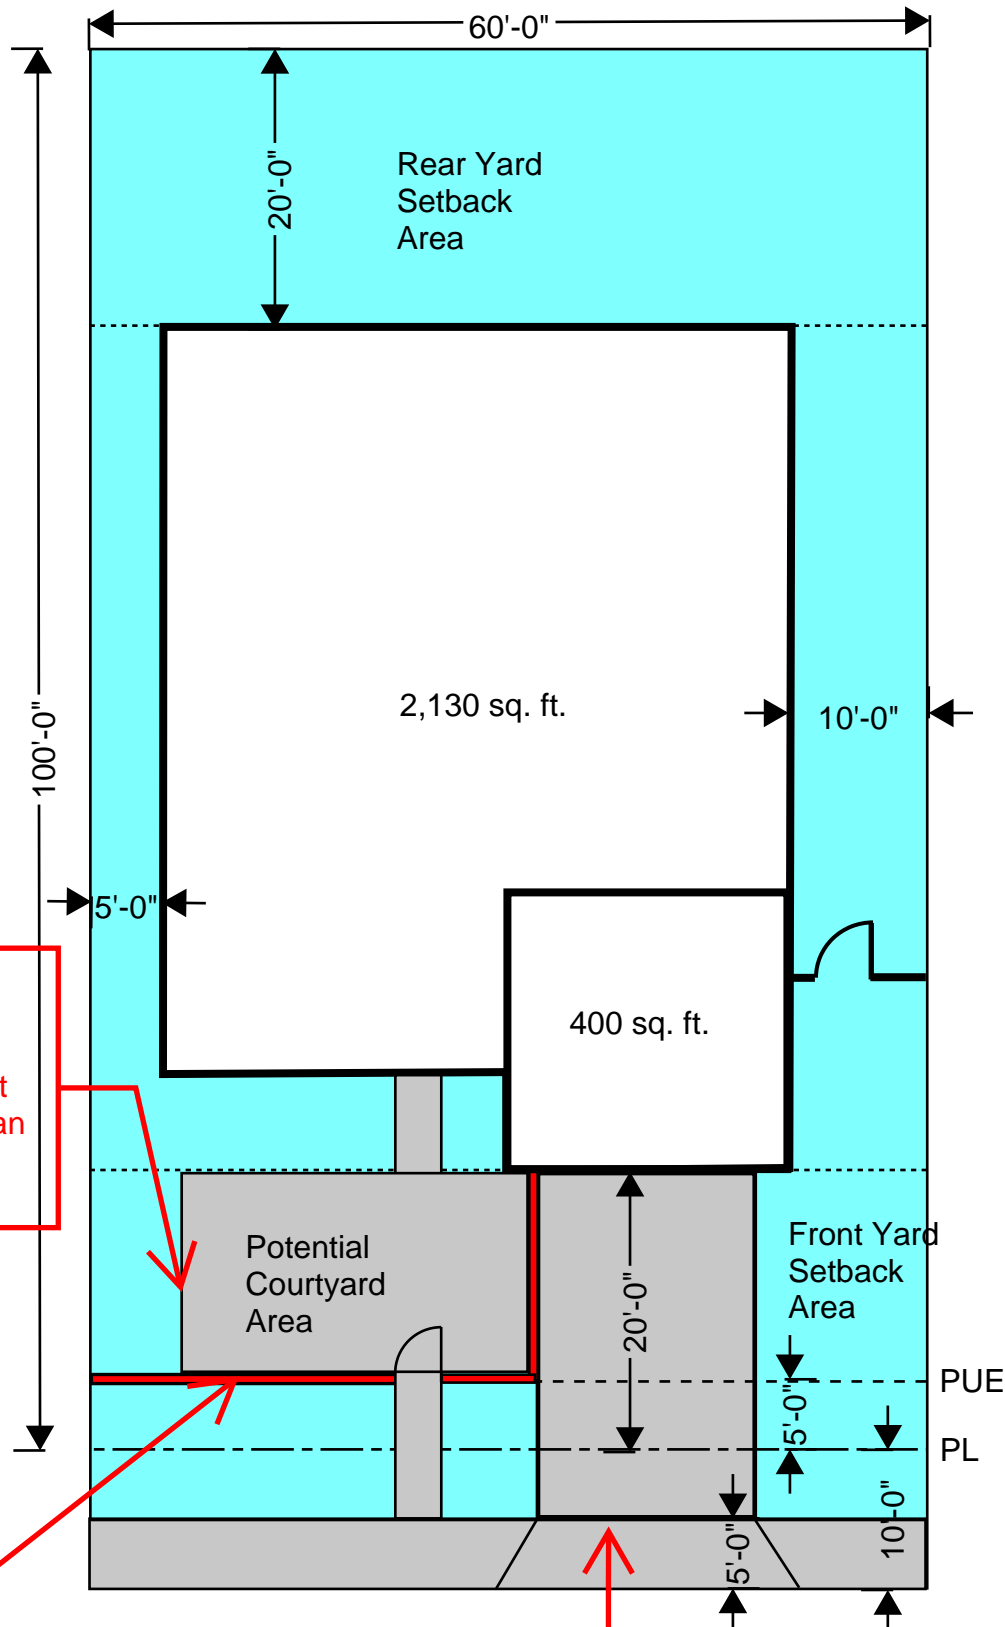 60'-0"
20'-0"
Rear Yard
Setback
Area
100'-0"
2,130 sq. ft.
10'-0"
5'-0"
400 sq. ft.
Potential
Courtyard
Area
20'-0"
Front Yard
Setback
Area
PUE
5'-0"
PL
10'-0"
5'-0"